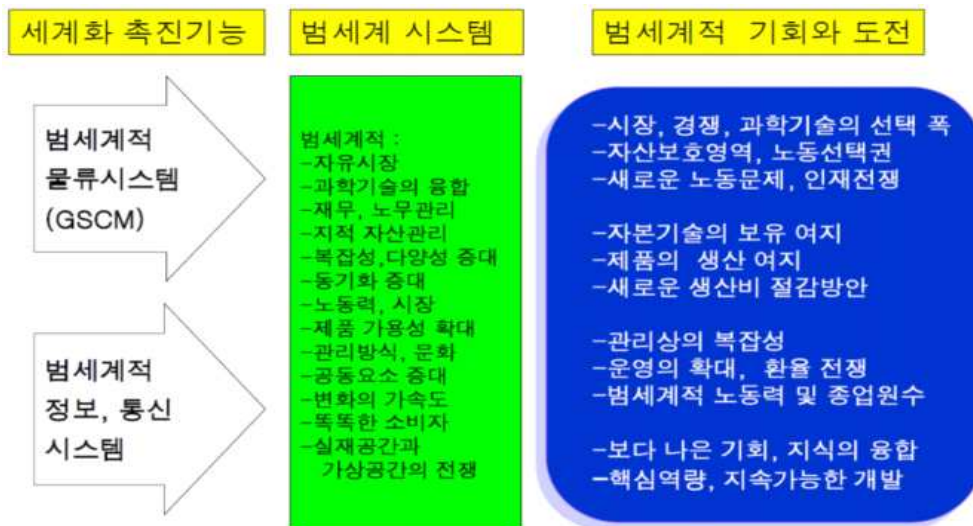 세계화 촉진기능
범세계 시스템
범세계적 기회와 도전
범세계적
물류시스템
(GSCM)
범세계적
정보, 통신
시스템
범세계적 :
-자유시장
-과학기술의 융합
-재무, 노무관리
-지적 자산관리
-복잡성,다양성 증대
-동기화 증대
-노동력, 시장
-제품 가용성 확대
-관리방식, 문화
-공동요소 증대
-변화의 가속도
-똑똑한 소비자
-실재공간과
가상공간의 전쟁
-시장, 경쟁, 과학기술의 선택 폭
-자산보호영역, 노동선택권
-새로운 노동문제, 인재전쟁
-자본기술의 보유 여지
-제품의 생산 여지
-새로운 생산비 절감방안
-관리상의 복잡성
-운영의 확대, 환율 전쟁
-범세계적 노동력 및 종업원수
-보다 나은 기회, 지식의 융합
-핵심역량, 지속가능한 개발